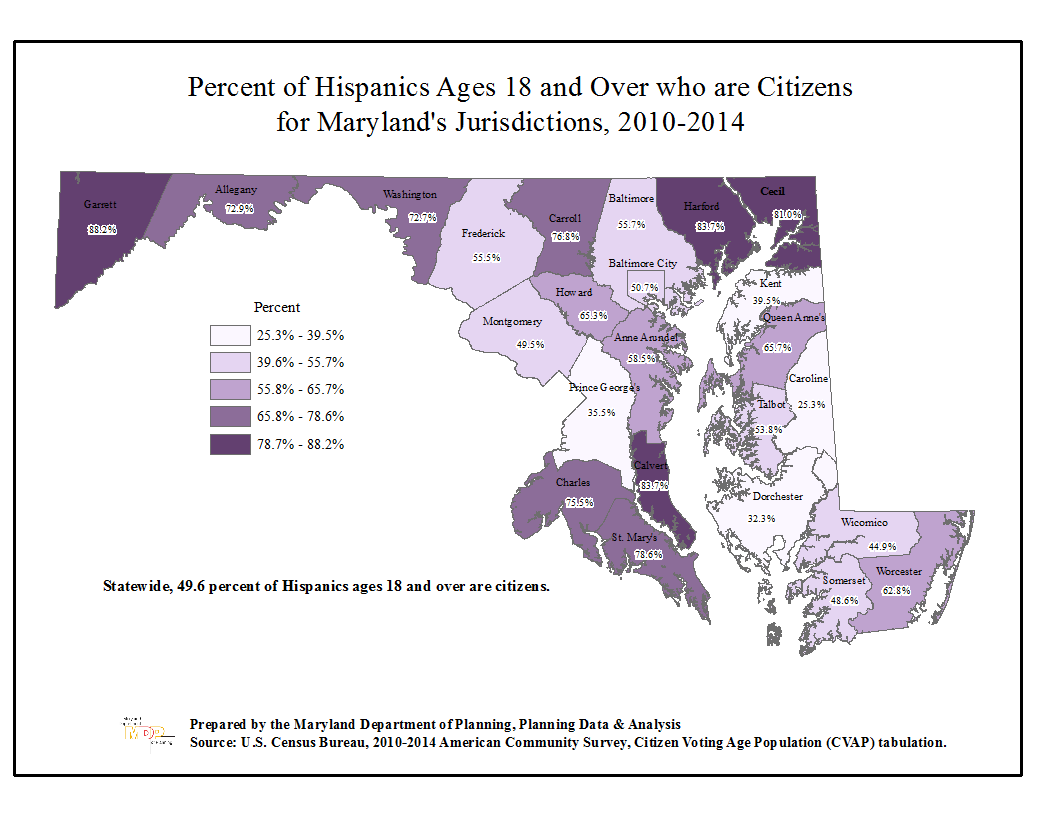 Percent of Hispanics Ages 18 and Over who are Citizens
for Maryland's Jurisdictions, 2010-2014
Garrett
88.2%
Allegany
72.9%
Washington
72.7%
Frederick
55.5%
Carroll
76.8%
Baltimore
55.7%
Baltimore City
50.7%
Harford
83.7%
Cecil
81.0%
Kent
39.5%
Queen Anne's
65.7%
Howard
65.3%
Montgomery
49.5%
Anne Arundel
58.5%
Prince George's
35.5%
Caroline
25.3%
Talbot
53.8%
Calvert
83.7%
Charles
75.5%
St. Mary's
78.6%
Dorchester
32.3%
Wicomico
44.9%
Somerset
48.6%
Worcester
62.8%
Percent
25.3% - 39.5%
39.6% - 55.7%
55.8% - 65.7%
65.8% - 78.6%
78.7% - 88.2%
Statewide, 49.6 percent of Hispanics ages 18 and over are citizens.
MDP
Prepared by the Maryland Department of Planning, Planning Data & Analysis
Source: U.S. Census Bureau, 2010-2014 American Community Survey, Citizen Voting Age Population (CVAP) tabulation.